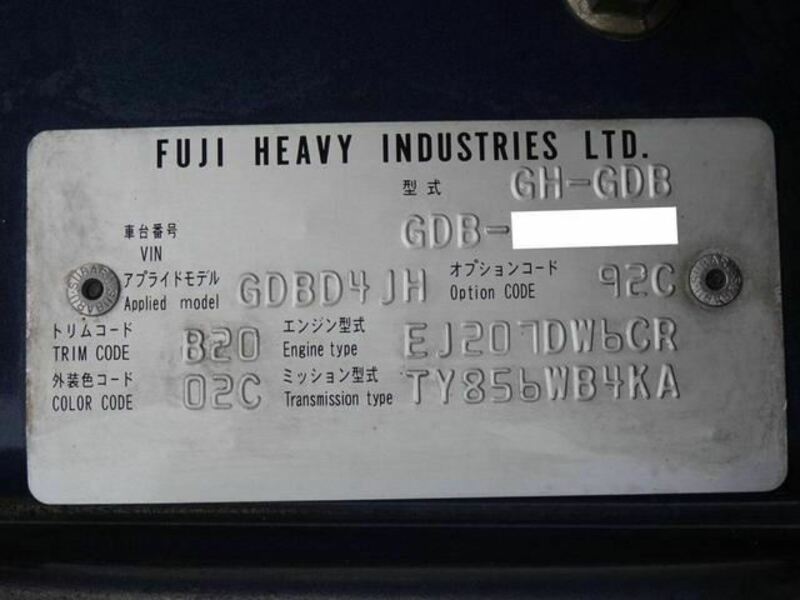 FUJI HEAVY INDUSTRIES LTD.
型式 GH-GDB
車台番号 VIN GDB-
アプライドモデル Applied model GDBD4JH オプションコード Option CODE 92C
トリムコード TRIM CODE B20 エンジン型式 Engine type EJ207DW6CR
外装色コード COLOR CODE 02C ミッション型式 Transmission type TY856WB4KA
SUBARU SUBARU